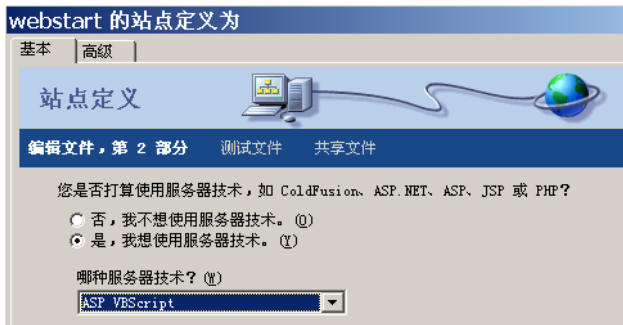 webstart 的站点定义为
基本 高级
站点定义
编辑文件，第 2 部分 测试文件 共享文件
您是否打算使用服务器技术，如 ColdFusion、ASP.NET、ASP、JSP 或 PHP?
否，我不想使用服务器技术。(O)
是，我想使用服务器技术。(Y)
哪种服务器技术？(W)
ASP VBScript